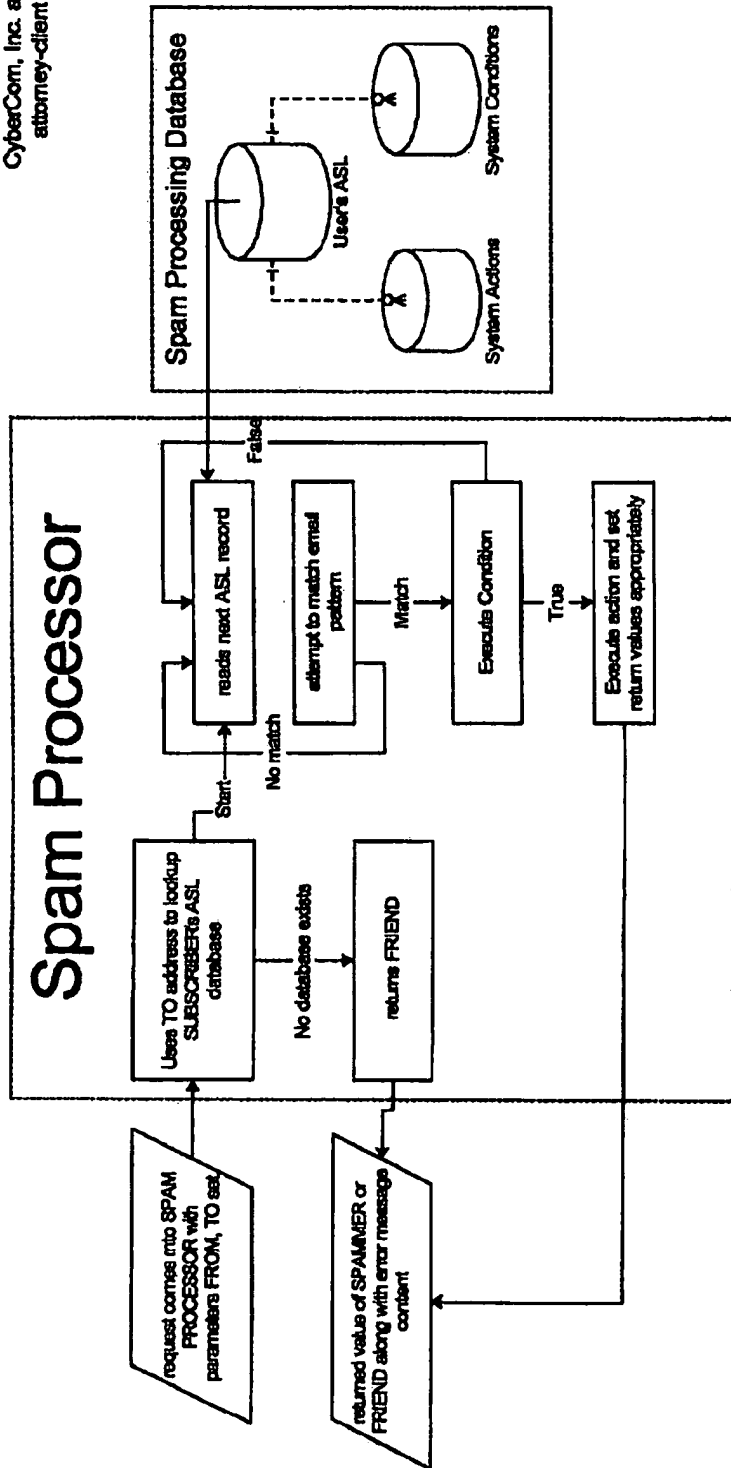 CyberCom, Inc. a
attorney-client
Spam Processor
request comes into SPAM
PROCESSOR with
parameters FROM, TO set
Uses TO address to lookup
SUBSCRIBER's ASL
database
Start
reads next ASL record
False
No match
attempt to match email
pattern
Match
No database exists
returns FRIEND
Execute Condition
True
Execute action and set
return values appropriately
returned value of SPAMMER or
FRIEND along with error message
content
Spam Processing Database
User's ASL
System Actions
System Conditions